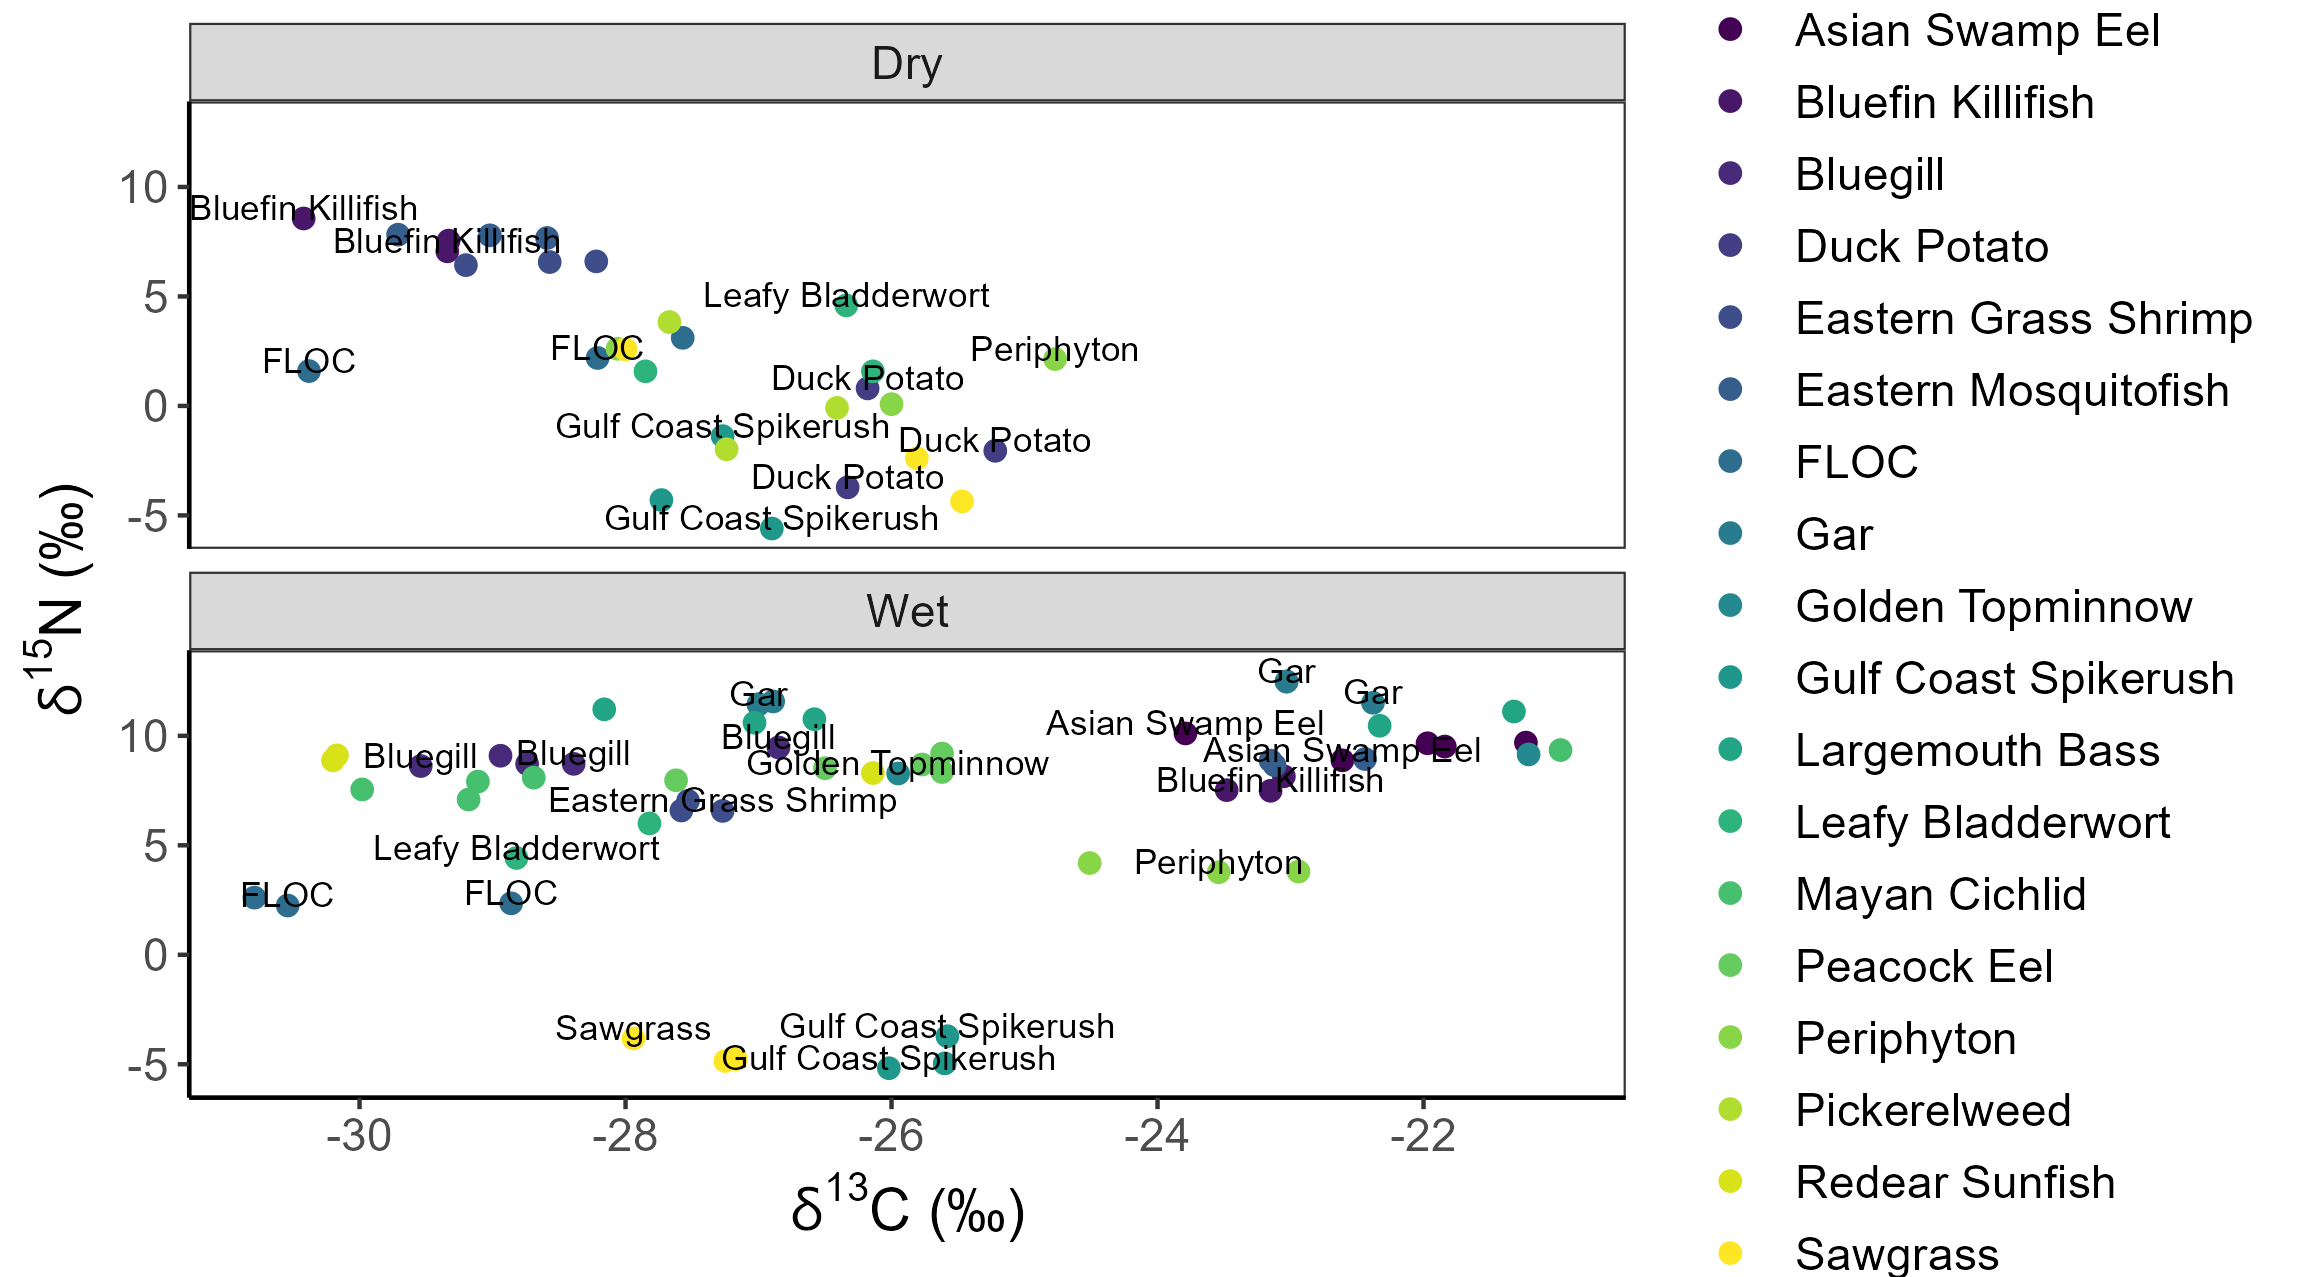 Dry
10
5
0
-5
Bluefin Killifish
Bluefin Killifish
Leafy Bladderwort
FLOC
FLOC
Periphyton
Duck Potato
Gulf Coast Spikerush
Duck Potato
Duck Potato
Gulf Coast Spikerush
δ¹⁵N (‰)
Wet
10
5
0
-5
Gar
Gar
Gar
Asian Swamp Eel
Bluegill
Bluegill
Bluegill
Asian Swamp Eel
Golden Topminnow
Bluefin Killifish
Eastern Grass Shrimp
Leafy Bladderwort
Periphyton
FLOC
FLOC
Sawgrass
Gulf Coast Spikerush
Gulf Coast Spikerush
-30
-28
-26
-24
-22
δ¹³C (‰)
Asian Swamp Eel
Bluefin Killifish
Bluegill
Duck Potato
Eastern Grass Shrimp
Eastern Mosquitofish
FLOC
Gar
Golden Topminnow
Gulf Coast Spikerush
Largemouth Bass
Leafy Bladderwort
Mayan Cichlid
Peacock Eel
Periphyton
Pickerelweed
Redear Sunfish
Sawgrass